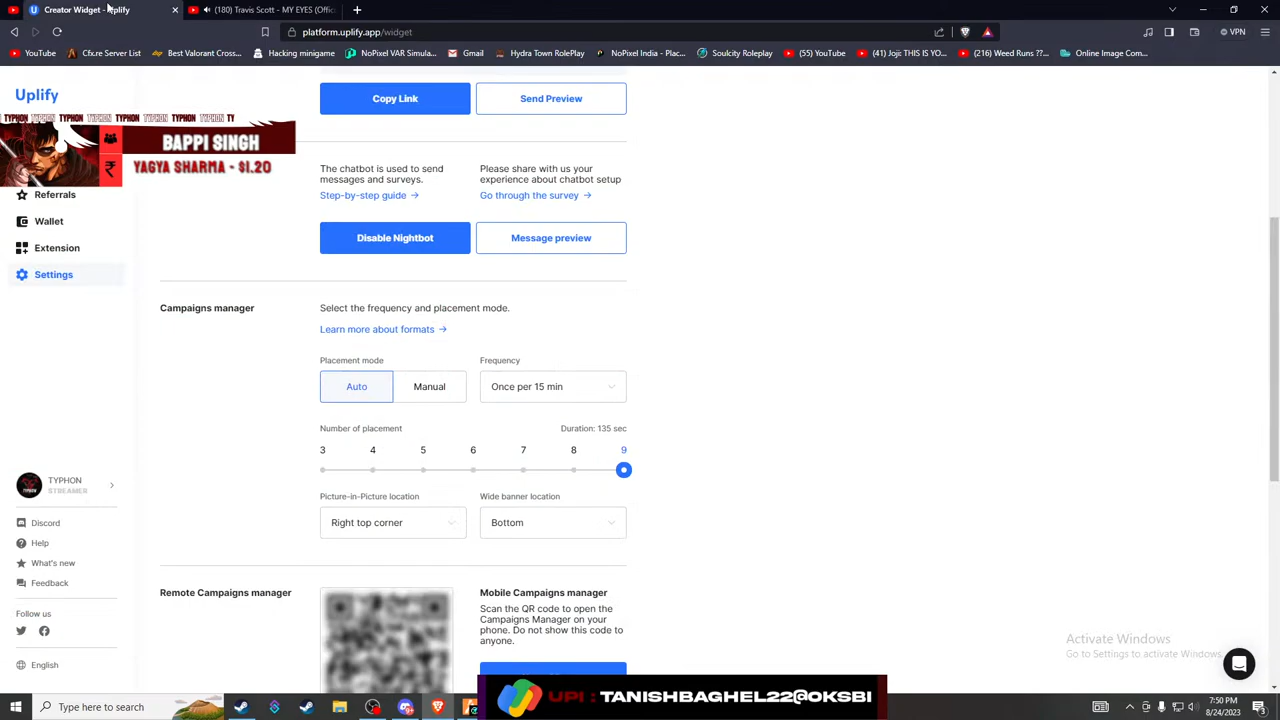 Creator Widget - Uplify
(180) Travis Scott - MY EYES (Offic
platform.uplify.app/widget
VPN
YouTube
Cfx.re Server List
Best Valorant Cross...
Hacking minigame
NoPixel VAR Simula...
Gmail
Hydra Town RolePlay
NoPixel India - Plac...
Soulcity Roleplay
(55) YouTube
(41) Joji: THIS IS YO...
(216) Weed Runs ??...
Online Image Com...
Uplify
Copy Link
Send Preview
TYPHON TYPHON TYPHON TYPHON TYPHON TYPHON TYPHON TY
BAPPI SINGH
YAGYA SHARMA - $1.20
The chatbot is used to send
messages and surveys.
Step-by-step guide →
Please share with us your
experience about chatbot setup
Go through the survey →
Referrals
Wallet
Extension
Settings
Disable Nightbot
Message preview
Campaigns manager
Select the frequency and placement mode.
Learn more about formats →
Placement mode
Frequency
Auto
Manual
Once per 15 min
Number of placement
Duration: 135 sec
3 4 5 6 7 8 9
Picture-in-Picture location
Wide banner location
Right top corner
Bottom
TYPHON
STREAMER
Discord
Help
What's new
Feedback
Follow us
English
Remote Campaigns manager
Mobile Campaigns manager
Scan the QR code to open the
Campaigns Manager on your
phone. Do not show this code to
anyone.
Activate Windows
Go to Settings to activate Windows.
Type here to search
UPI : TANISHBAGHEL22@OKSBI
7:50 PM
8/24/2023
3